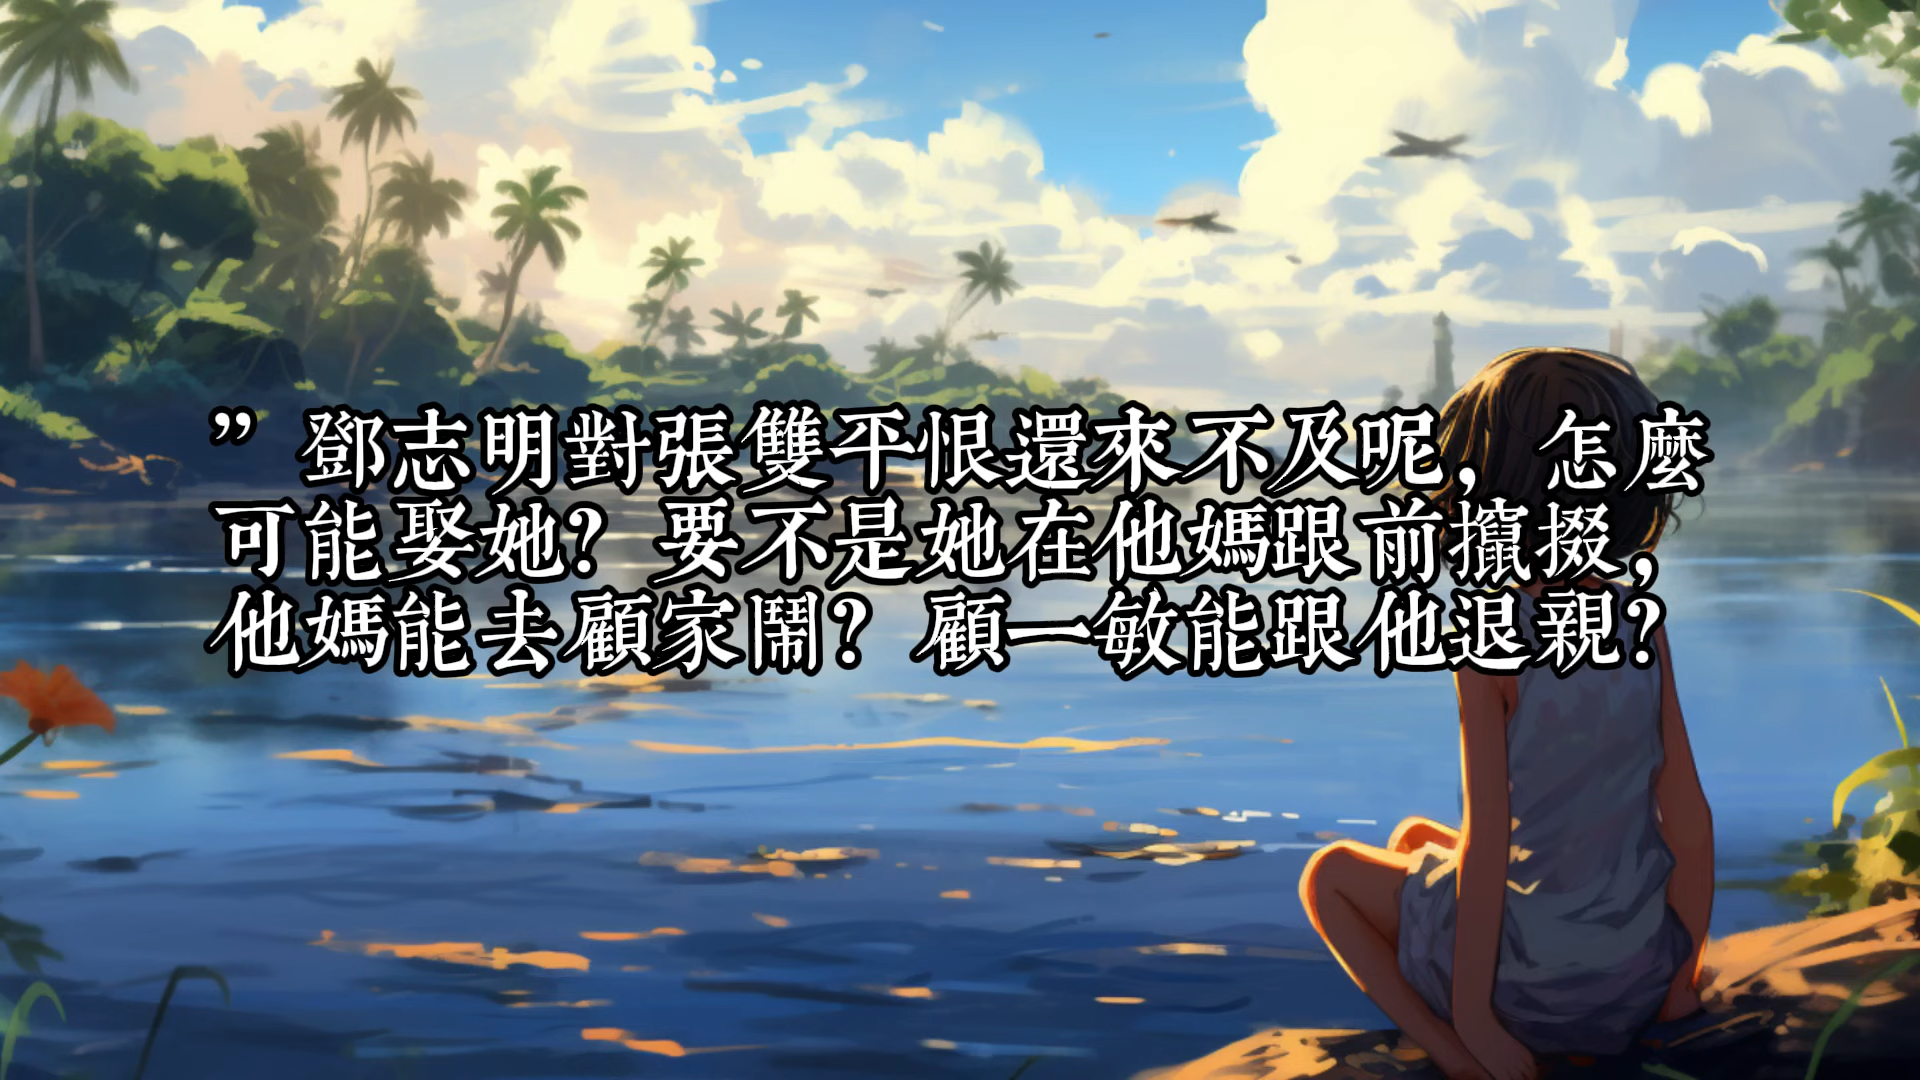 ”鄧志明對張雙平恨還來不及呢，怎麼
可能娶她？要不是她在他媽跟前攛掇，
他媽能去顧家鬧？顧一敏能跟他退親？